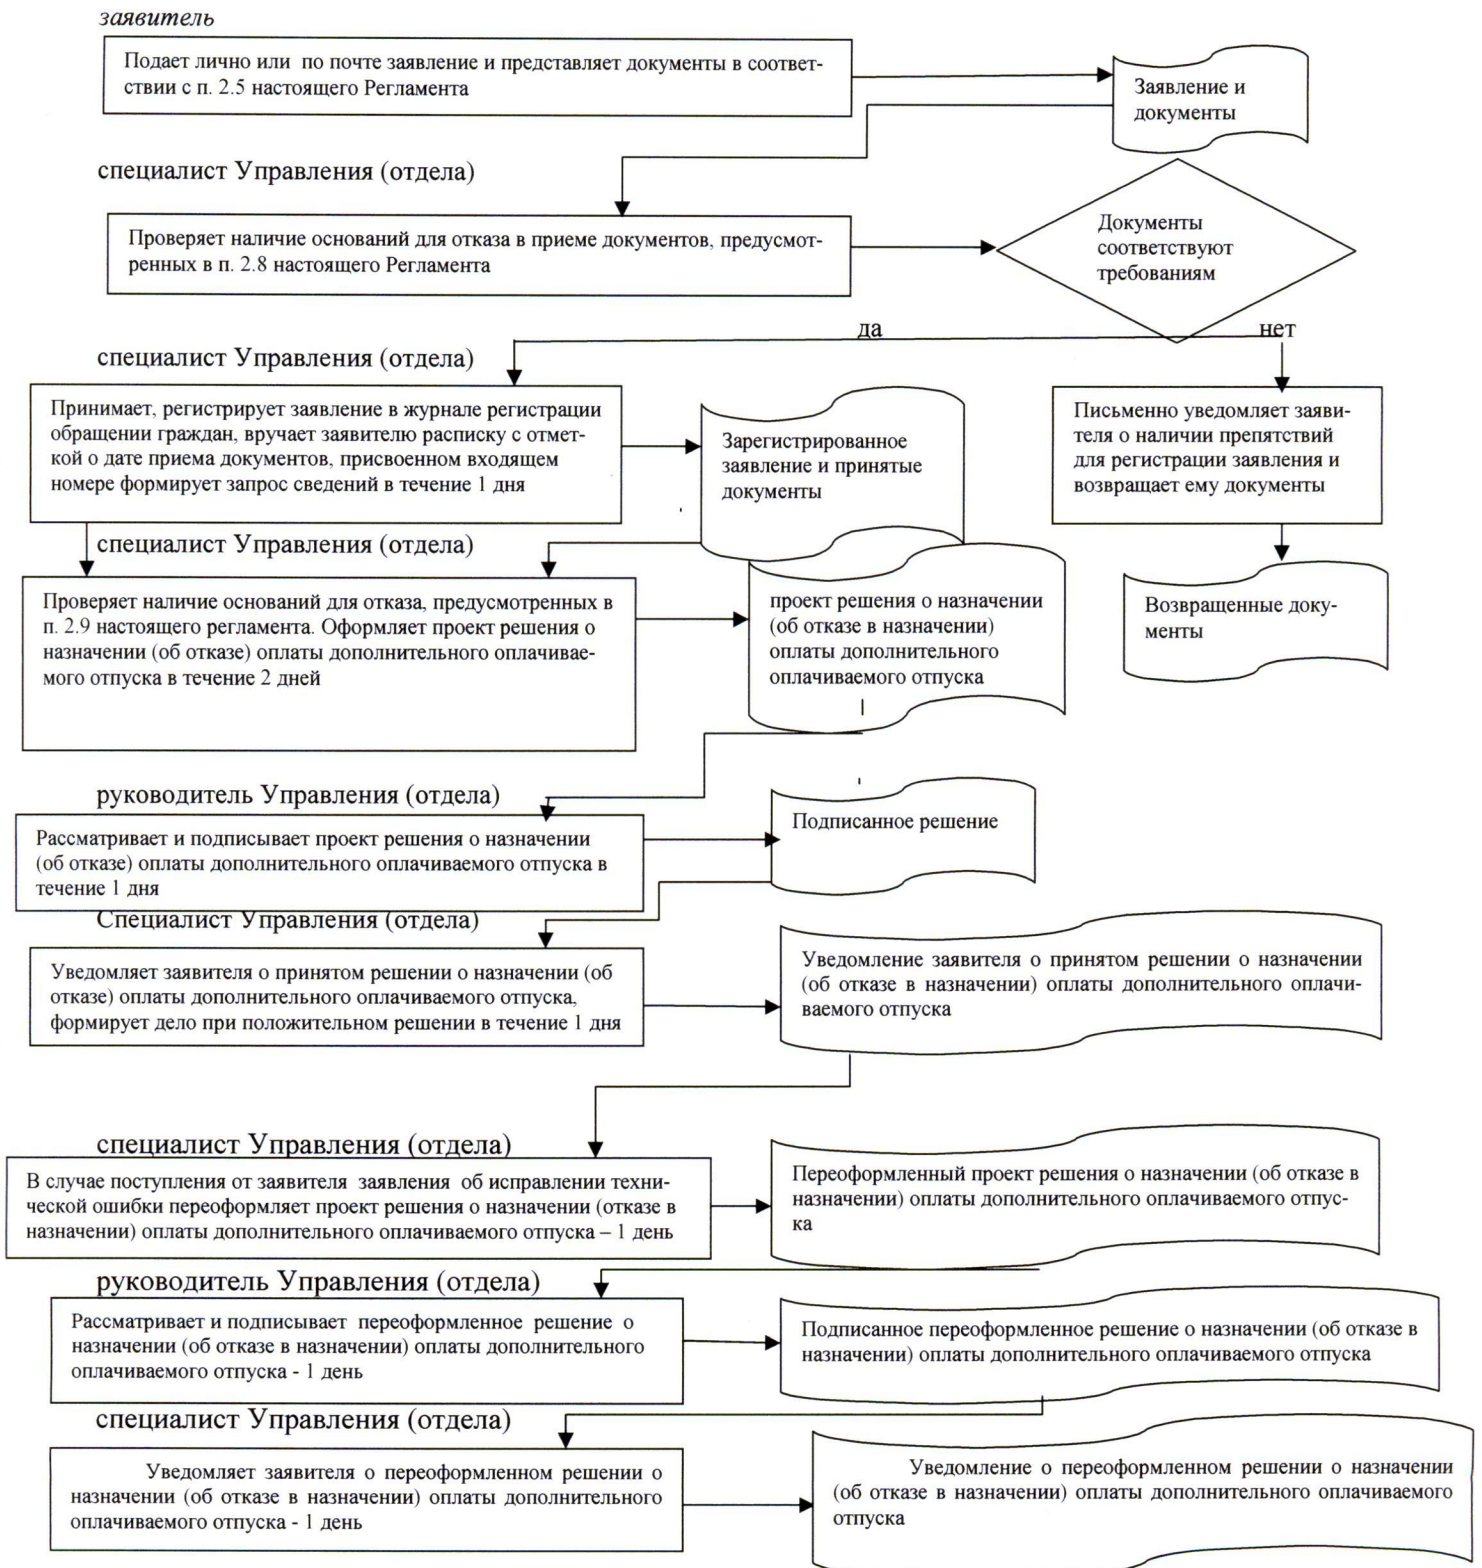 заявитель
Подает лично или по почте заявление и представляет документы в соответ-
ствии с п. 2.5 настоящего Регламента
Заявление и
документы
специалист Управления (отдела)
Проверяет наличие оснований для отказа в приеме документов, предусмот-
ренных в п. 2.8 настоящего Регламента
Документы
соответствуют
требованиям
да
нет
специалист Управления (отдела)
Принимает, регистрирует заявление в журнале регистрации
обращении граждан, вручает заявителю расписку с отмет-
кой о дате приема документов, присвоенном входящем
номере формирует запрос сведений в течение 1 дня
Зарегистрированное
заявление и принятые
документы
Письменно уведомляет заяви-
теля о наличии препятствий
для регистрации заявления и
возвращает ему документы
специалист Управления (отдела)
Проверяет наличие оснований для отказа, предусмотренных в
п. 2.9 настоящего регламента. Оформляет проект решения о
назначении (об отказе) оплаты дополнительного оплачивае-
мого отпуска в течение 2 дней
проект решения о назначении
(об отказе в назначении)
оплаты дополнительного
оплачиваемого отпуска
Возвращенные доку-
менты
руководитель Управления (отдела)
Рассматривает и подписывает проект решения о назначении
(об отказе) оплаты дополнительного оплачиваемого отпуска в
течение 1 дня
Подписанное решение
Специалист Управления (отдела)
Уведомляет заявителя о принятом решении о назначении (об
отказе) оплаты дополнительного оплачиваемого отпуска,
формирует дело при положительном решении в течение 1 дня
Уведомление заявителя о принятом решении о назначении
(об отказе в назначении) оплаты дополнительного оплачи-
ваемого отпуска
специалист Управления (отдела)
В случае поступления от заявителя заявления об исправлении техни-
ческой ошибки переоформляет проект решения о назначении (отказе в
назначении) оплаты дополнительного оплачиваемого отпуска – 1 день
Переоформленный проект решения о назначении (об отказе в
назначении) оплаты дополнительного оплачиваемого отпус-
ка
руководитель Управления (отдела)
Рассматривает и подписывает переоформленное решение о
назначении (об отказе в назначении) оплаты дополнительного
оплачиваемого отпуска - 1 день
Подписанное переоформленное решение о назначении (об отказе в
назначении) оплаты дополнительного оплачиваемого отпуска
специалист Управления (отдела)
Уведомляет заявителя о переоформленном решении о
назначении (об отказе в назначении) оплаты дополнительного
оплачиваемого отпуска - 1 день
Уведомление о переоформленном решении о назначении
(об отказе в назначении) оплаты дополнительного оплачиваемого
отпуска